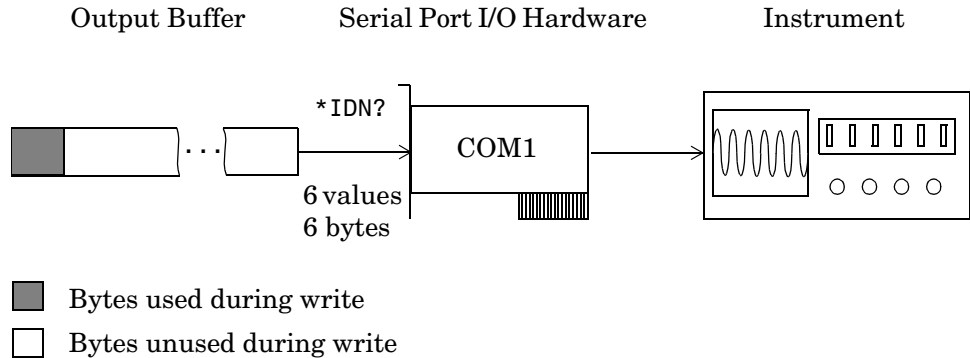 Output Buffer
Serial Port I/O Hardware
Instrument
*IDN?
...
COM1
6 values
6 bytes
Bytes used during write
Bytes unused during write